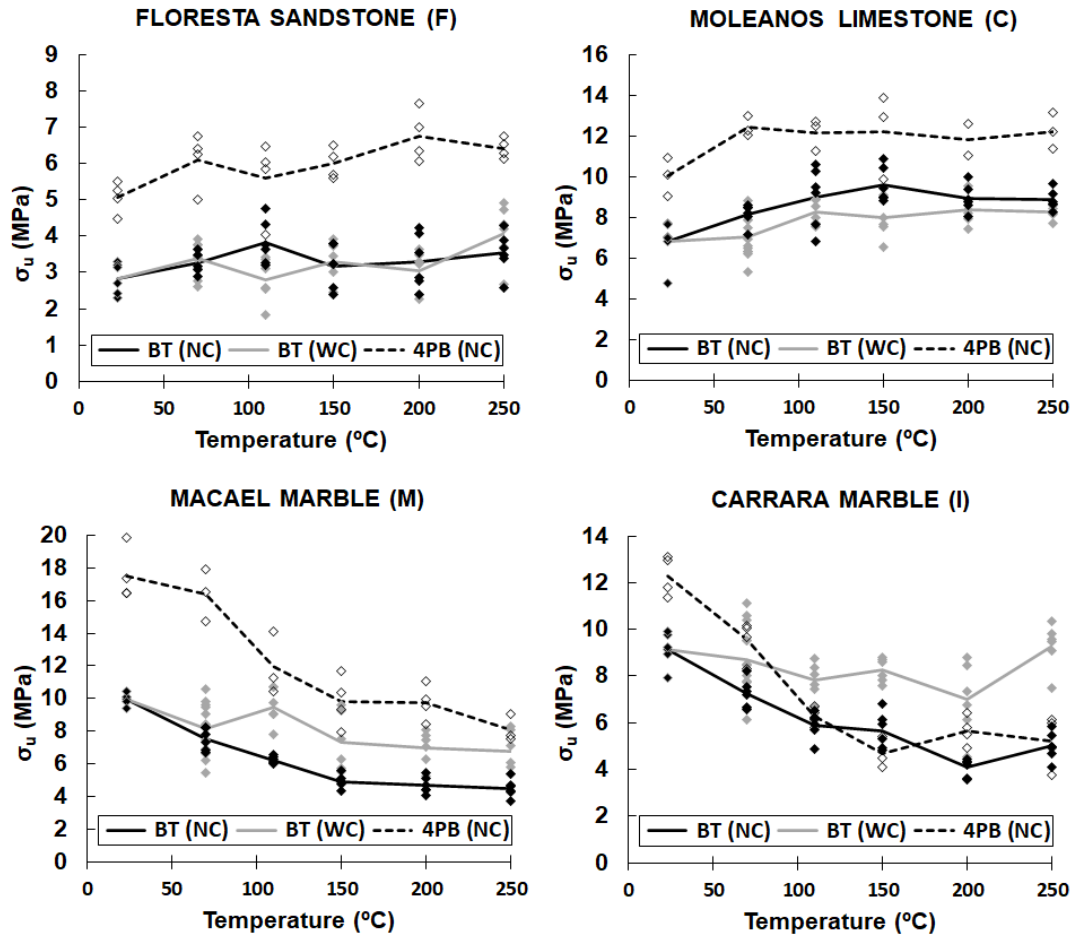 FLORESTA SANDSTONE (F)
9
8
7
6
5
4
3
2
1
0
σu (MPa)
BT (NC) BT (WC) 4PB (NC)
0 50 100 150 200 250
Temperature (ºC)
MOLEANOS LIMESTONE (C)
16
14
12
10
8
6
4
2
0
σu (MPa)
BT (NC) BT (WC) 4PB (NC)
0 50 100 150 200 250
Temperature (ºC)
MACAEL MARBLE (M)
20
18
16
14
12
10
8
6
4
2
0
σu (MPa)
BT (NC) BT (WC) 4PB (NC)
0 50 100 150 200 250
Temperature (ºC)
CARRARA MARBLE (I)
14
12
10
8
6
4
2
0
σu (MPa)
BT (NC) BT (WC) 4PB (NC)
0 50 100 150 200 250
Temperature (ºC)